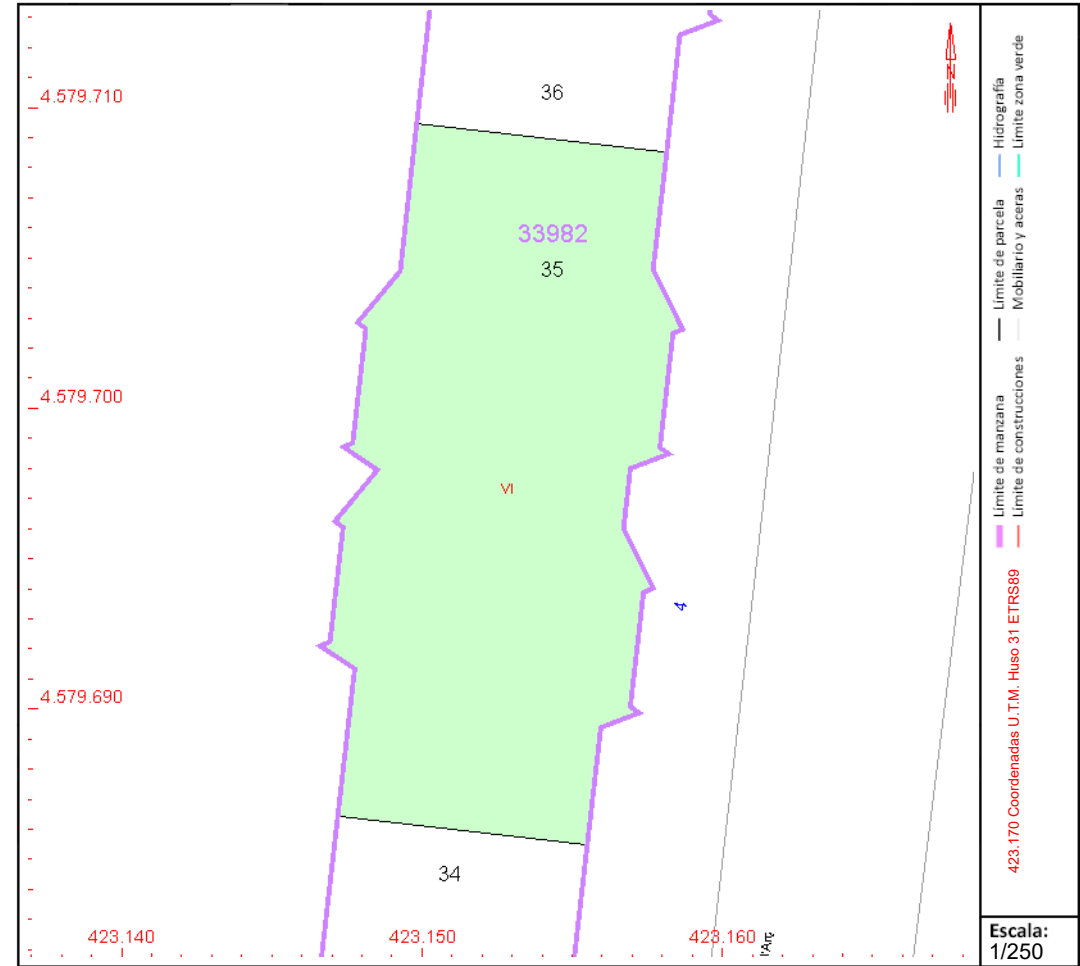 4.579.710
36
33982
35
4.579.700
VI
4
4.579.690
34
423.140
423.150
423.160
Límite de manzana
Límite de parcela
Hidrografía
Límite de construcciones
Mobiliario y aceras
Límite zona verde
423.170 Coordenadas U.T.M. Huso 31 ETRS89
Escala:
1/250